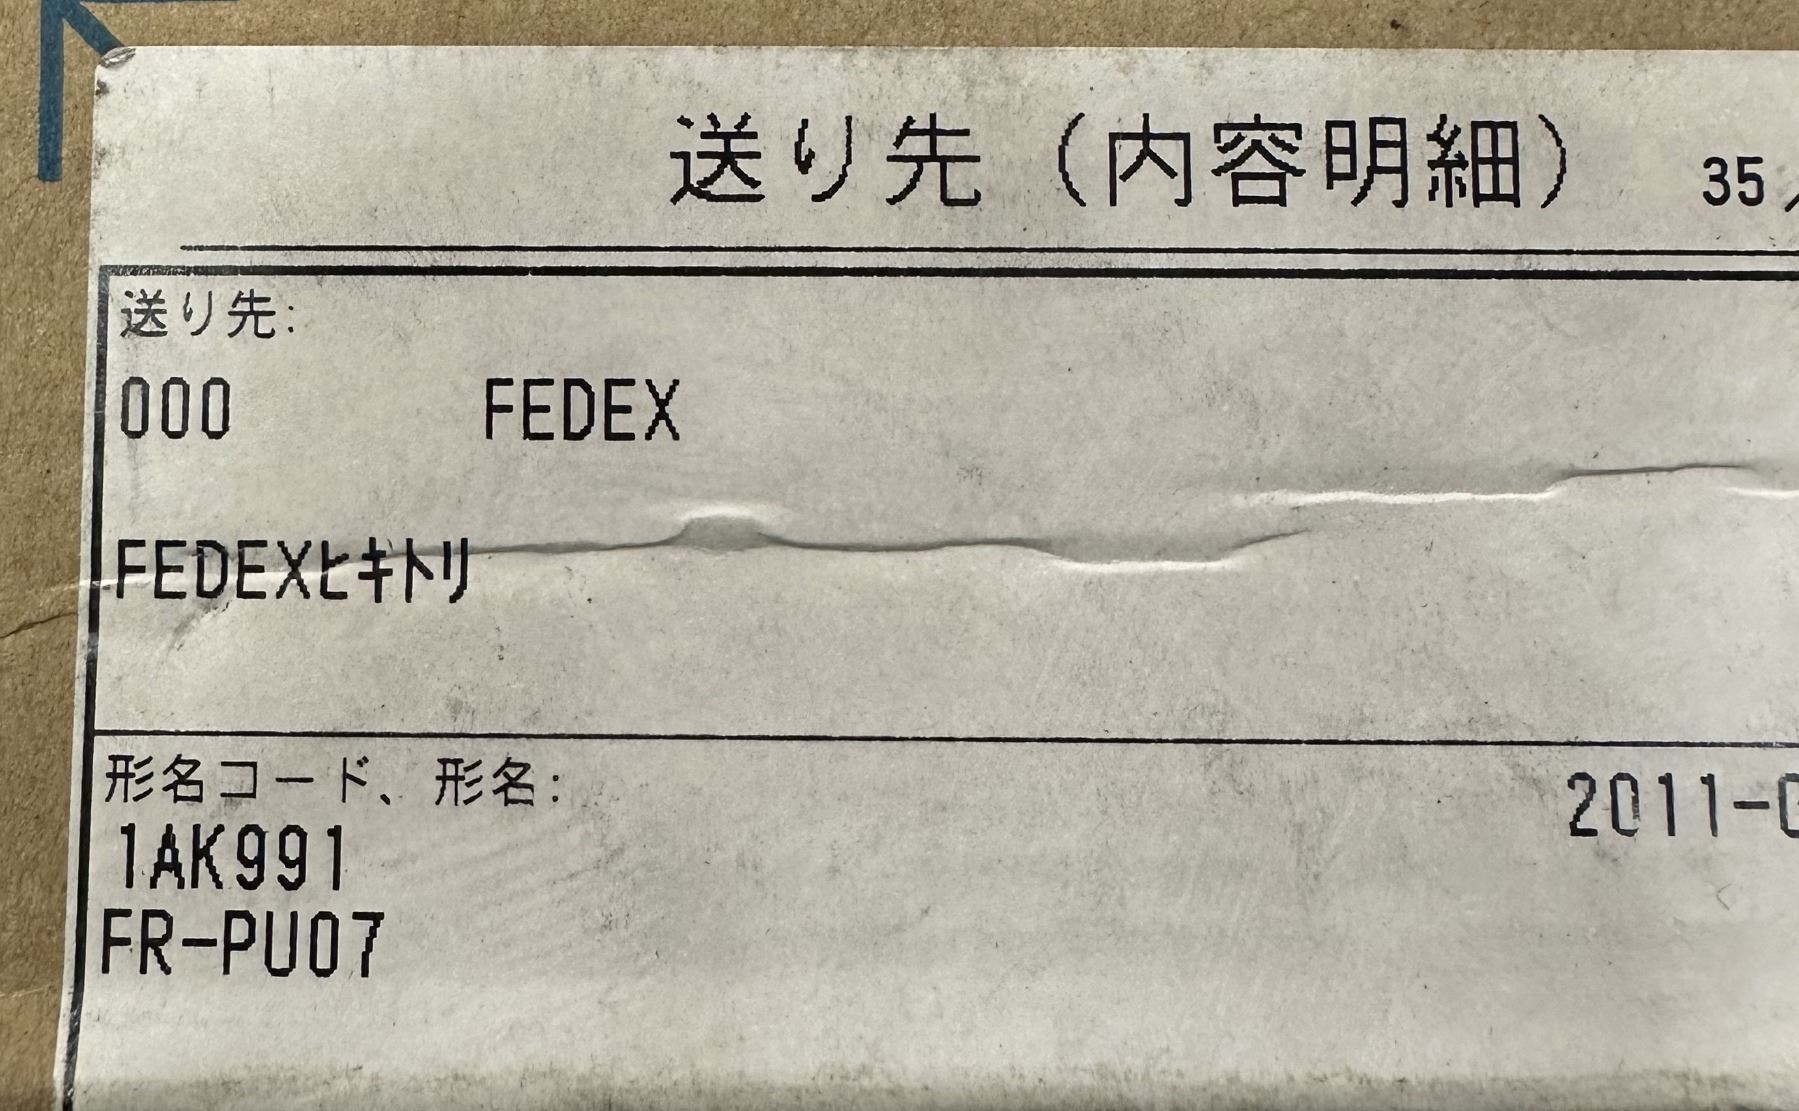 送り先（内容明細） 35/
送り先:
000 FEDEX
FEDEXﾋｷﾄﾘ
形名コード、形名: 2011-0
1AK991
FR-PU07